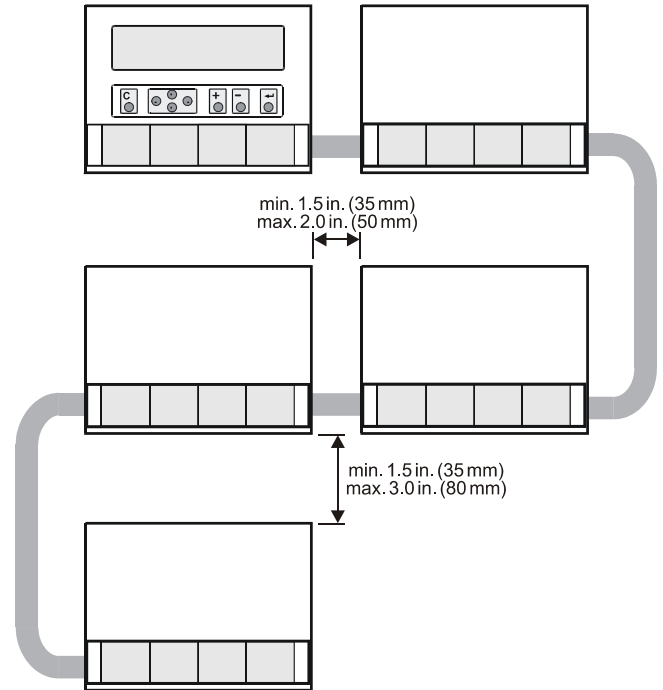 C + - ↵
min. 1.5 in. (35 mm)
max. 2.0 in. (50 mm)
min. 1.5 in. (35 mm)
max. 3.0 in. (80 mm)